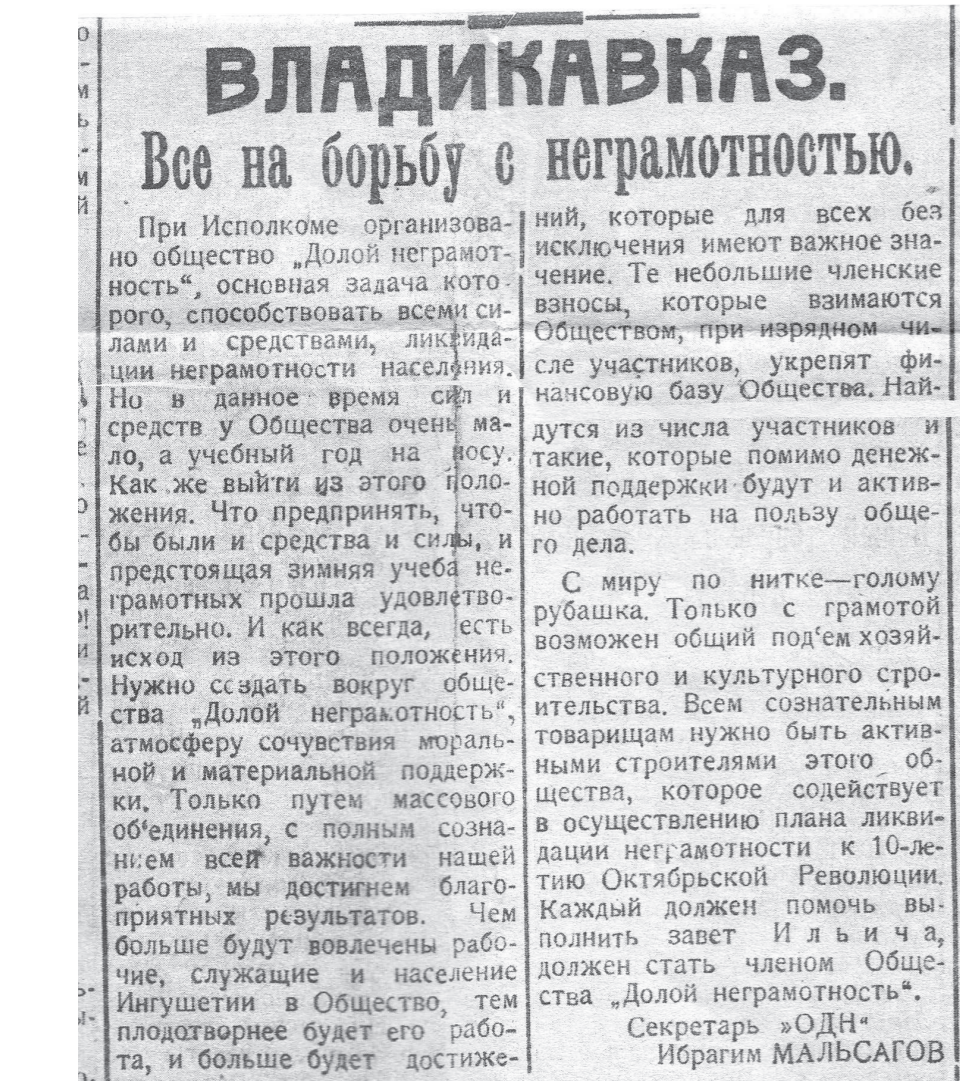 ВЛАДИКАВКАЗ.
Все на борьбу с неграмотностью.
При Исполкоме организова-
но общество „Долой неграмот-
ность“, основная задача кото-
рого, способствовать всеми си-
лами и средствами, ликвида-
ции неграмотности населения.
Но в данное время сил и
средств у Общества очень ма-
ло, а учебный год на носу.
Как же выйти из этого поло-
жения. Что предпринять, что-
бы были и средства и силы, и
предстоящая зимняя учеба не-
грамотных прошла удовлетво-
рительно. И как всегда, есть
исход из этого положения.
Нужно создать вокруг обще-
ства „Долой неграмотность“,
атмосферу сочувствия мораль-
ной и материальной поддерж-
ки. Только путем массового
об‘единения, с полным созна-
нием всей важности нашей
работы, мы достигнем благо-
приятных результатов. Чем
больше будут вовлечены рабо-
чие, служащие и население
Ингушетии в Общество, тем
плодотворнее будет его рабо-
та, и больше будет достиже-
ний, которые для всех без
исключения имеют важное зна-
чение. Те небольшие членские
взносы, которые взимаются
Обществом, при изрядном чи-
сле участников, укрепят фи-
нансовую базу Общества. Най-
дутся из числа участников и
такие, которые помимо денеж-
ной поддержки будут и актив-
но работать на пользу обще-
го дела.
С миру по нитке—голому
рубашка. Только с грамотой
возможен общий под‘ем хозяй-
ственного и культурного стро-
ительства. Всем сознательным
товарищам нужно быть актив-
ными строителями этого об-
щества, которое содействует
в осуществлению плана ликви-
дации неграмотности к 10-ле-
тию Октябрьской Революции.
Каждый должен помочь вы-
полнить завет Ильича,
должен стать членом Обще-
ства „Долой неграмотность“.
Секретарь »ОДН“
Ибрагим МАЛЬСАГОВ